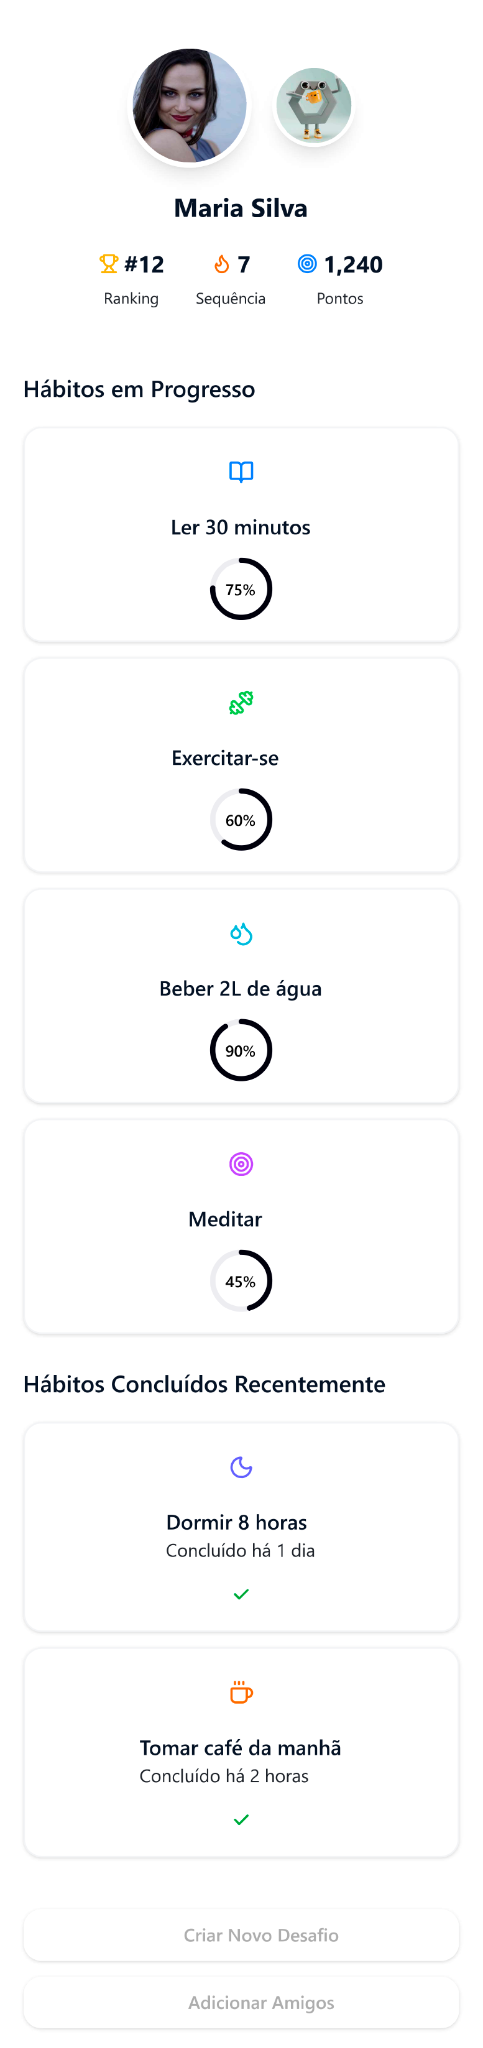 Maria Silva
#12 7 1,240
Ranking Sequência Pontos
Hábitos em Progresso
Ler 30 minutos
75%
Exercitar-se
60%
Beber 2L de água
90%
Meditar
45%
Hábitos Concluídos Recentemente
Dormir 8 horas
Concluído há 1 dia
Tomar café da manhã
Concluído há 2 horas
Criar Novo Desafio
Adicionar Amigos